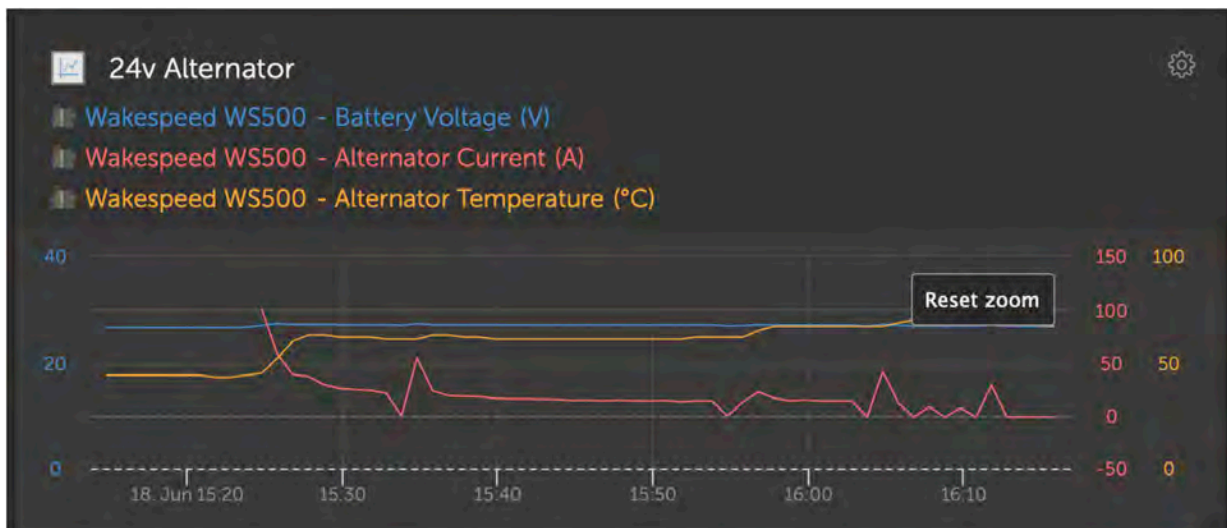 24v Alternator
Wakespeed WS500 - Battery Voltage (V)
Wakespeed WS500 - Alternator Current (A)
Wakespeed WS500 - Alternator Temperature (°C)
40 150 100
Reset zoom
100
20 50 50
0
0 -50 0
18. Jun 15:20 15:30 15:40 15:50 16:00 16:10